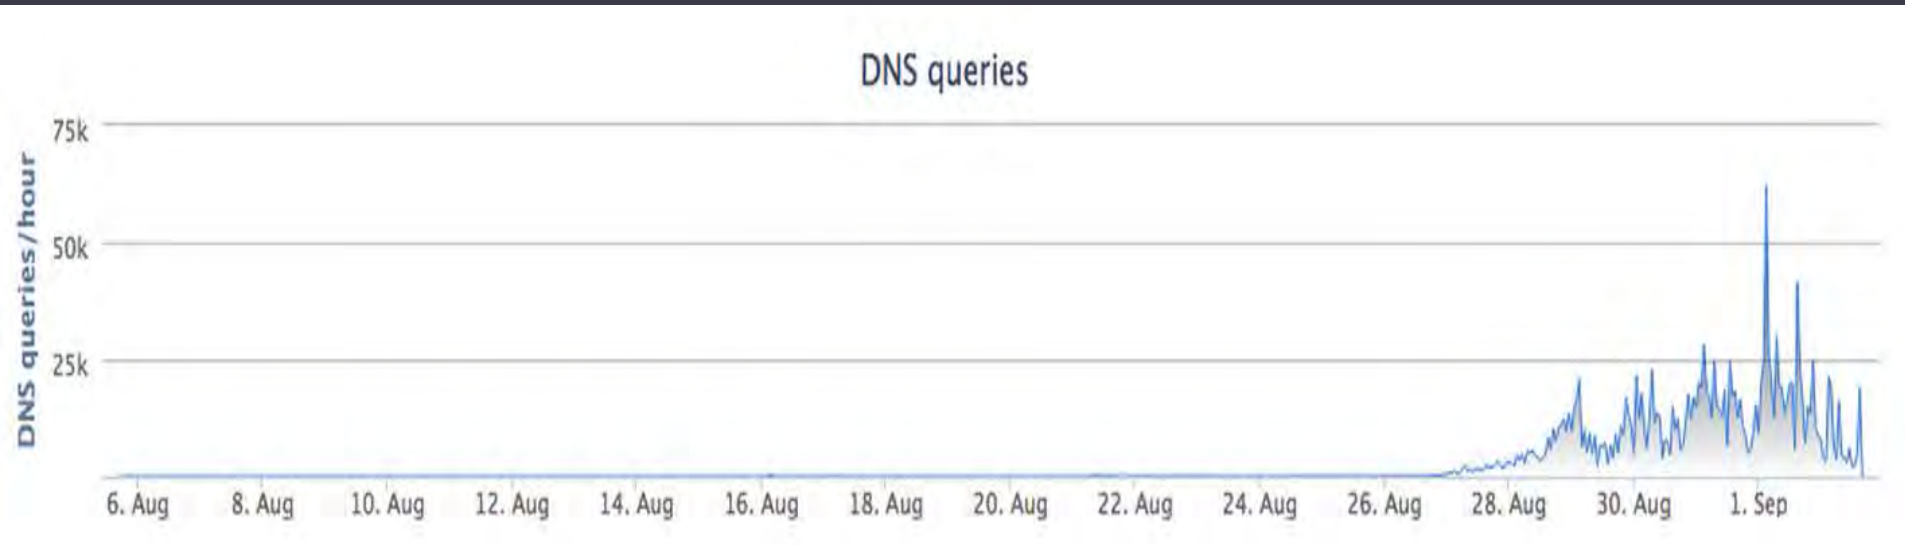 DNS queries
DNS queries/hour
75k
50k
25k
6. Aug 8. Aug 10. Aug 12. Aug 14. Aug 16. Aug 18. Aug 20. Aug 22. Aug 24. Aug 26. Aug 28. Aug 30. Aug 1. Sep